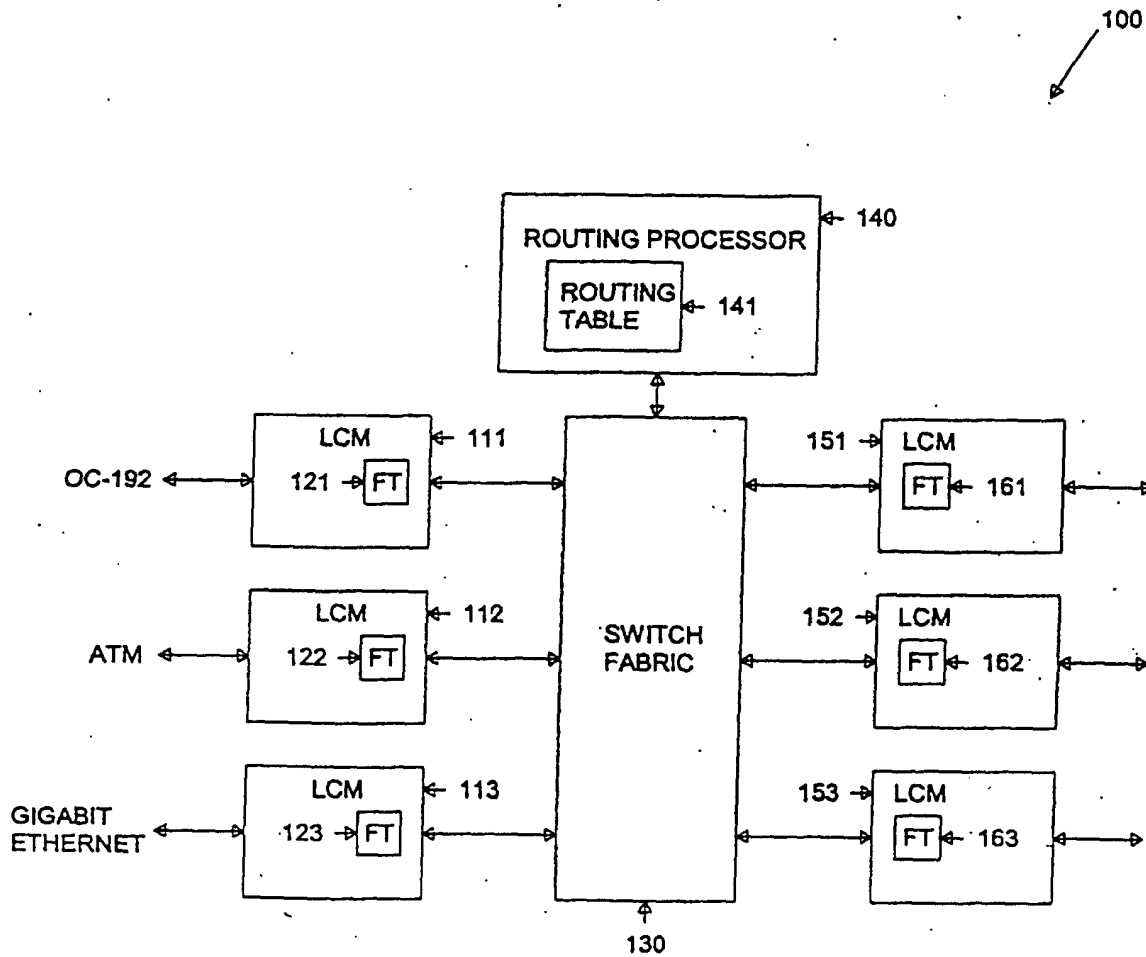 100
140
ROUTING PROCESSOR
ROUTING
TABLE
141
LCM
111
OC-192
121
FT
151
LCM
FT
161
LCM
112
ATM
122
FT
SWITCH
FABRIC
152
LCM
FT
162
LCM
113
GIGABIT
ETHERNET
123
FT
153
LCM
FT
163
130